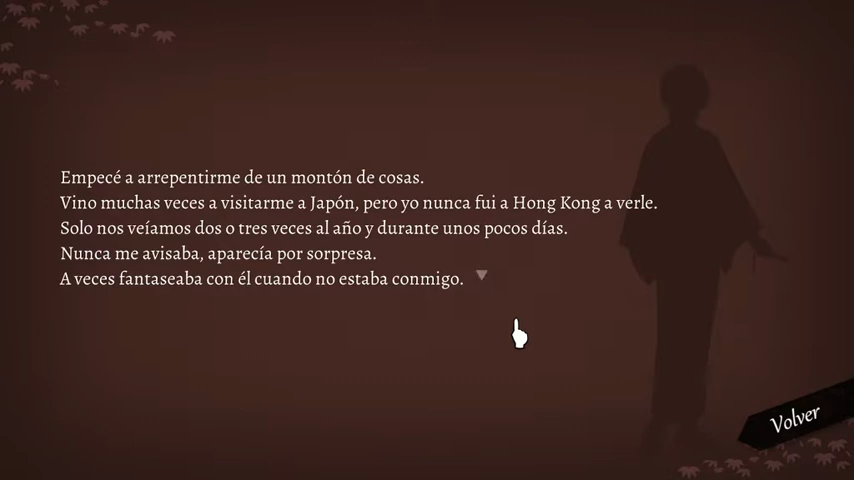 Empecé a arrepentirme de un montón de cosas.
Vino muchas veces a visitarme a Japón, pero yo nunca fui a Hong Kong a verle.
Solo nos veíamos dos o tres veces al año y durante unos pocos días.
Nunca me avisaba, aparecía por sorpresa.
A veces fantaseaba con él cuando no estaba conmigo.
Volver